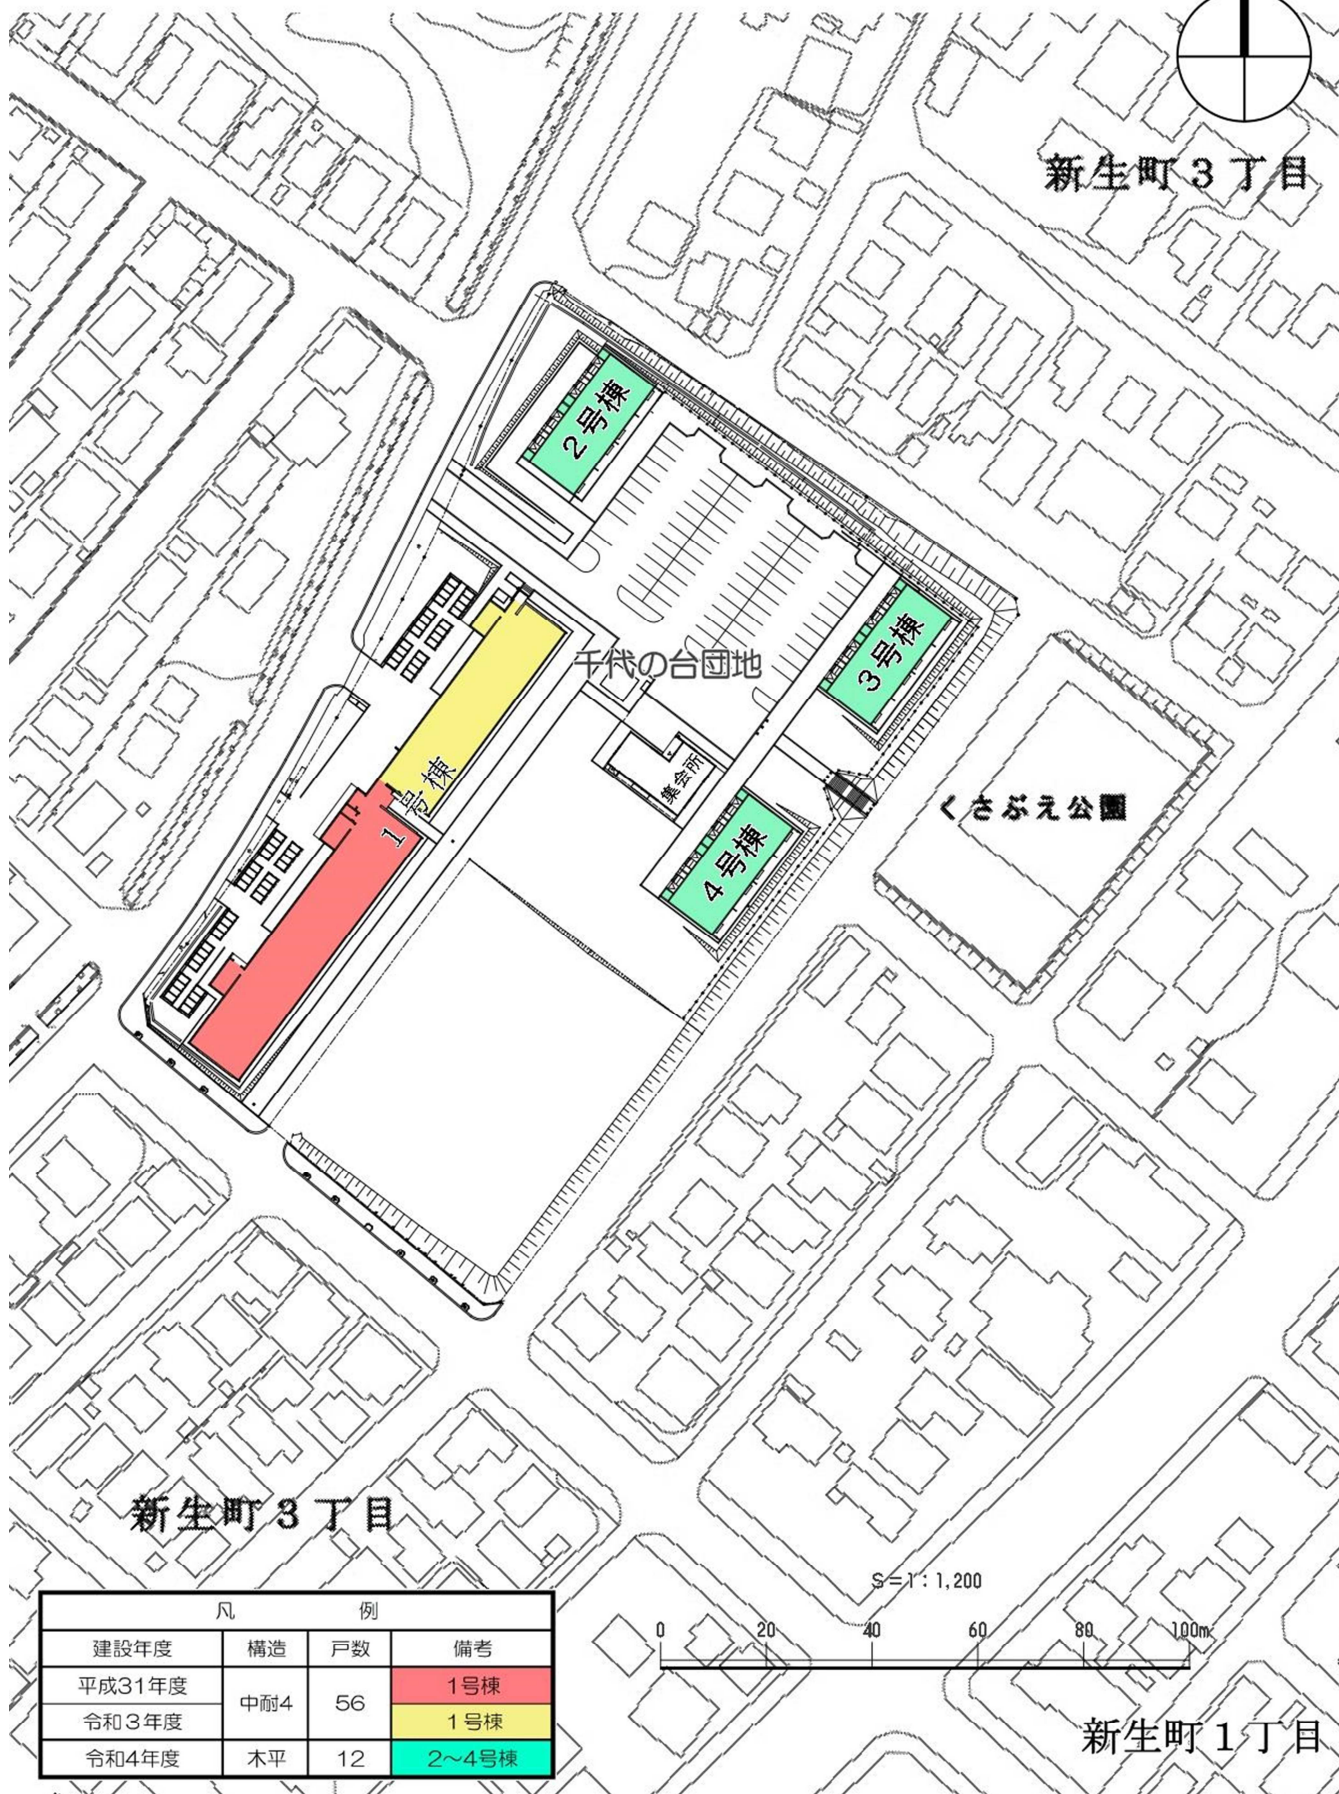 新生町３丁目
2号棟
千代の台団地
3号棟
集会所
くさぶえ公園
1号棟
4号棟
新生町３丁目
S=1：1,200
0 20 40 60 80 100m
新生町１丁目
凡 例
建設年度 構造 戸数 備考
平成31年度 中耐4 56 1号棟
令和３年度 １号棟
令和4年度 木平 12 2〜4号棟